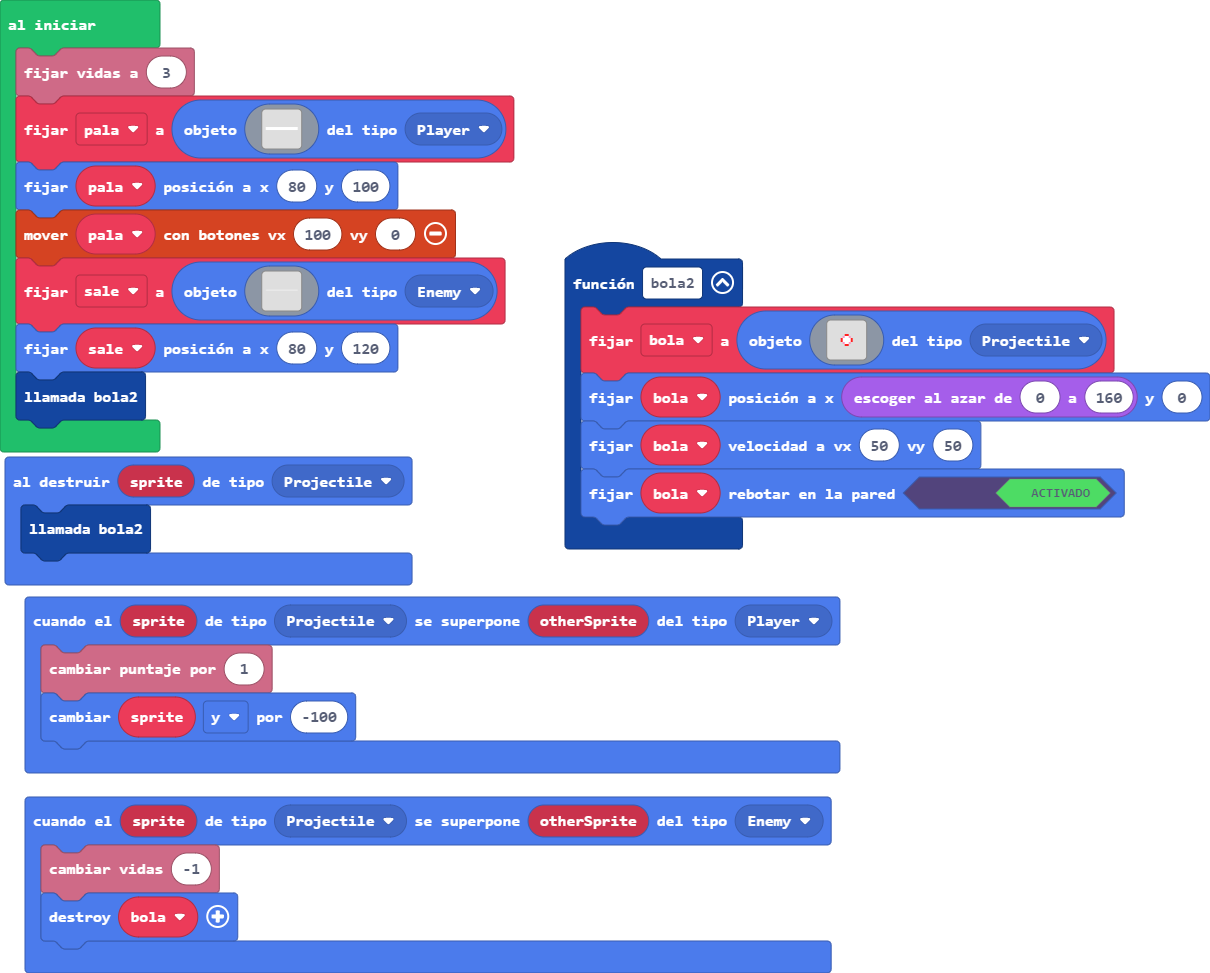 al iniciar
fijar vidas a 3
fijar pala a objeto del tipo Player
fijar pala posición a x 80 y 100
mover pala con botones vx 100 vy 0
fijar sale a objeto del tipo Enemy
fijar sale posición a x 80 y 120
llamada bola2
función bola2
fijar bola a objeto del tipo Projectile
fijar bola posición a x escoger al azar de 0 a 160 y 0
fijar bola velocidad a vx 50 vy 50
fijar bola rebotar en la pared ACTIVADO
al destruir sprite de tipo Projectile
llamada bola2
cuando el sprite de tipo Projectile se superpone otherSprite del tipo Player
cambiar puntaje por 1
cambiar sprite y por -100
cuando el sprite de tipo Projectile se superpone otherSprite del tipo Enemy
cambiar vidas -1
destroy bola